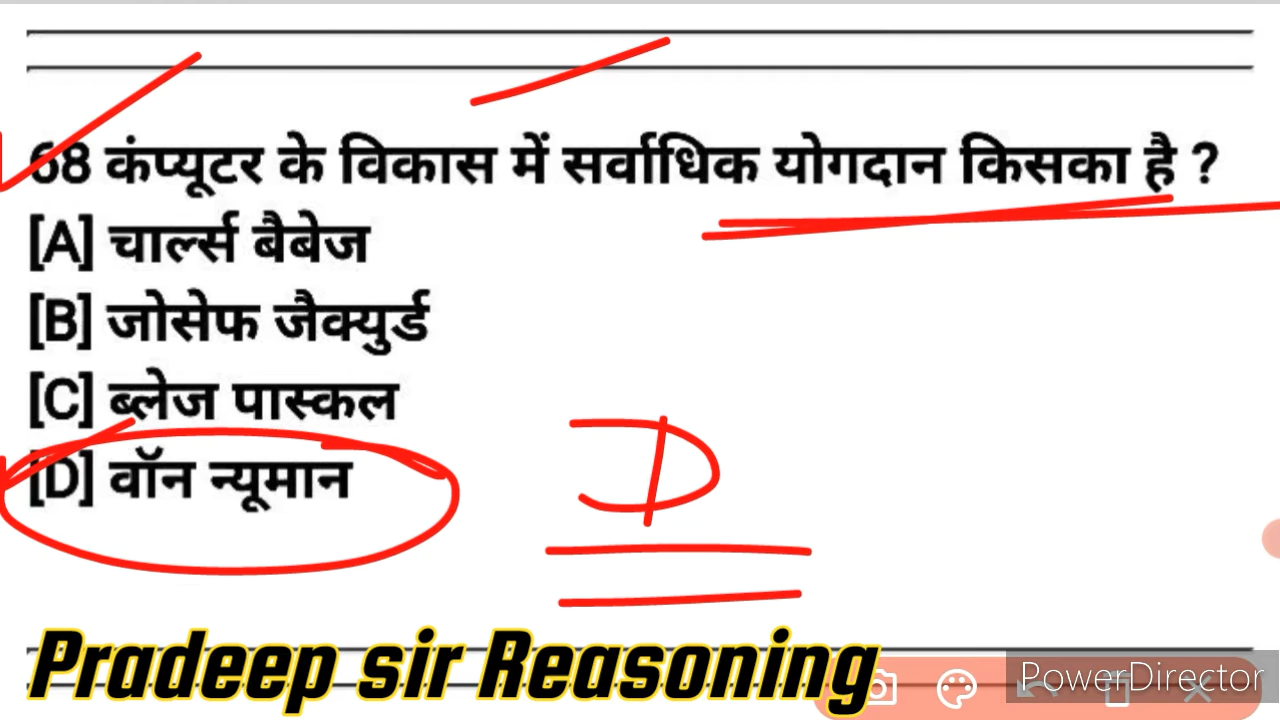 68 कंप्यूटर के विकास में सर्वाधिक योगदान किसका है ?
[A] चार्ल्स बैबेज
[B] जोसेफ जैक्युर्ड
[C] ब्लेज पास्कल
[D] वॉन न्यूमान
D
Pradeep sir Reasoning
PowerDirector